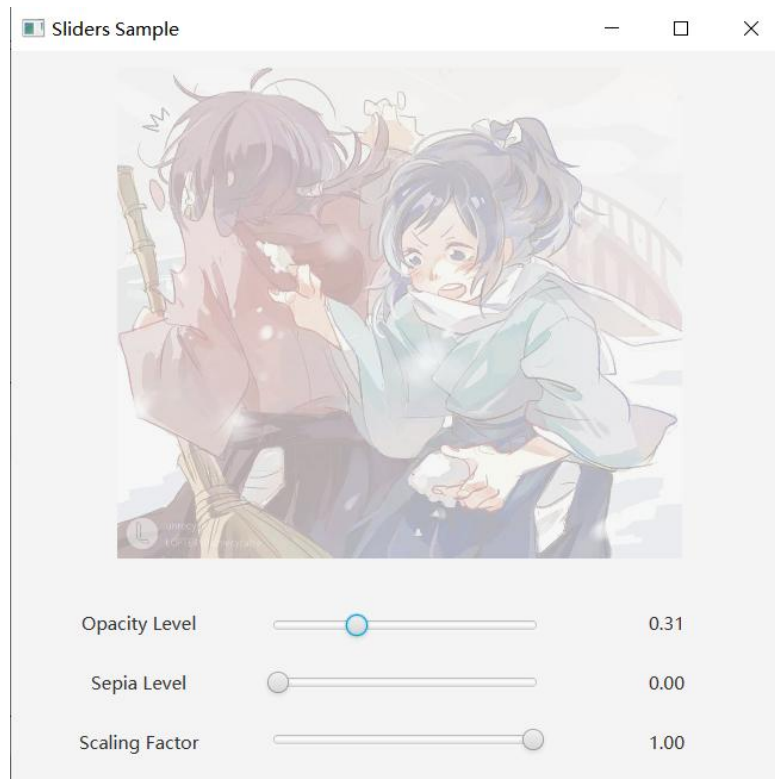 Sliders Sample
Opacity Level 0.31
Sepia Level 0.00
Scaling Factor 1.00